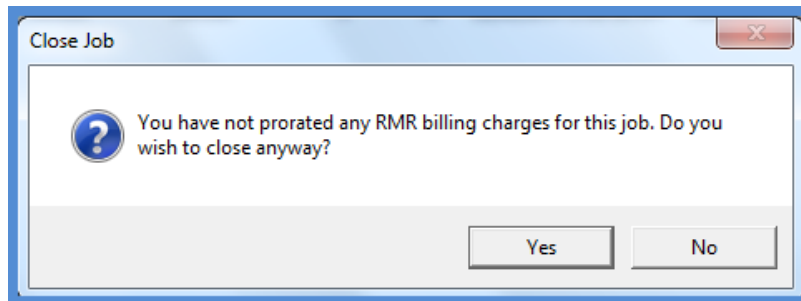 Close Job
You have not prorated any RMR billing charges for this job. Do you
wish to close anyway?
Yes No